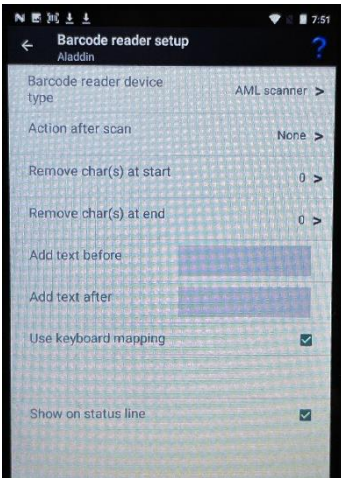 7:51
Barcode reader setup
Aladdin
?
Barcode reader device
type
AML scanner >
Action after scan
None >
Remove char(s) at start
0 >
Remove char(s) at end
0 >
Add text before
Add text after
Use keyboard mapping
Show on status line